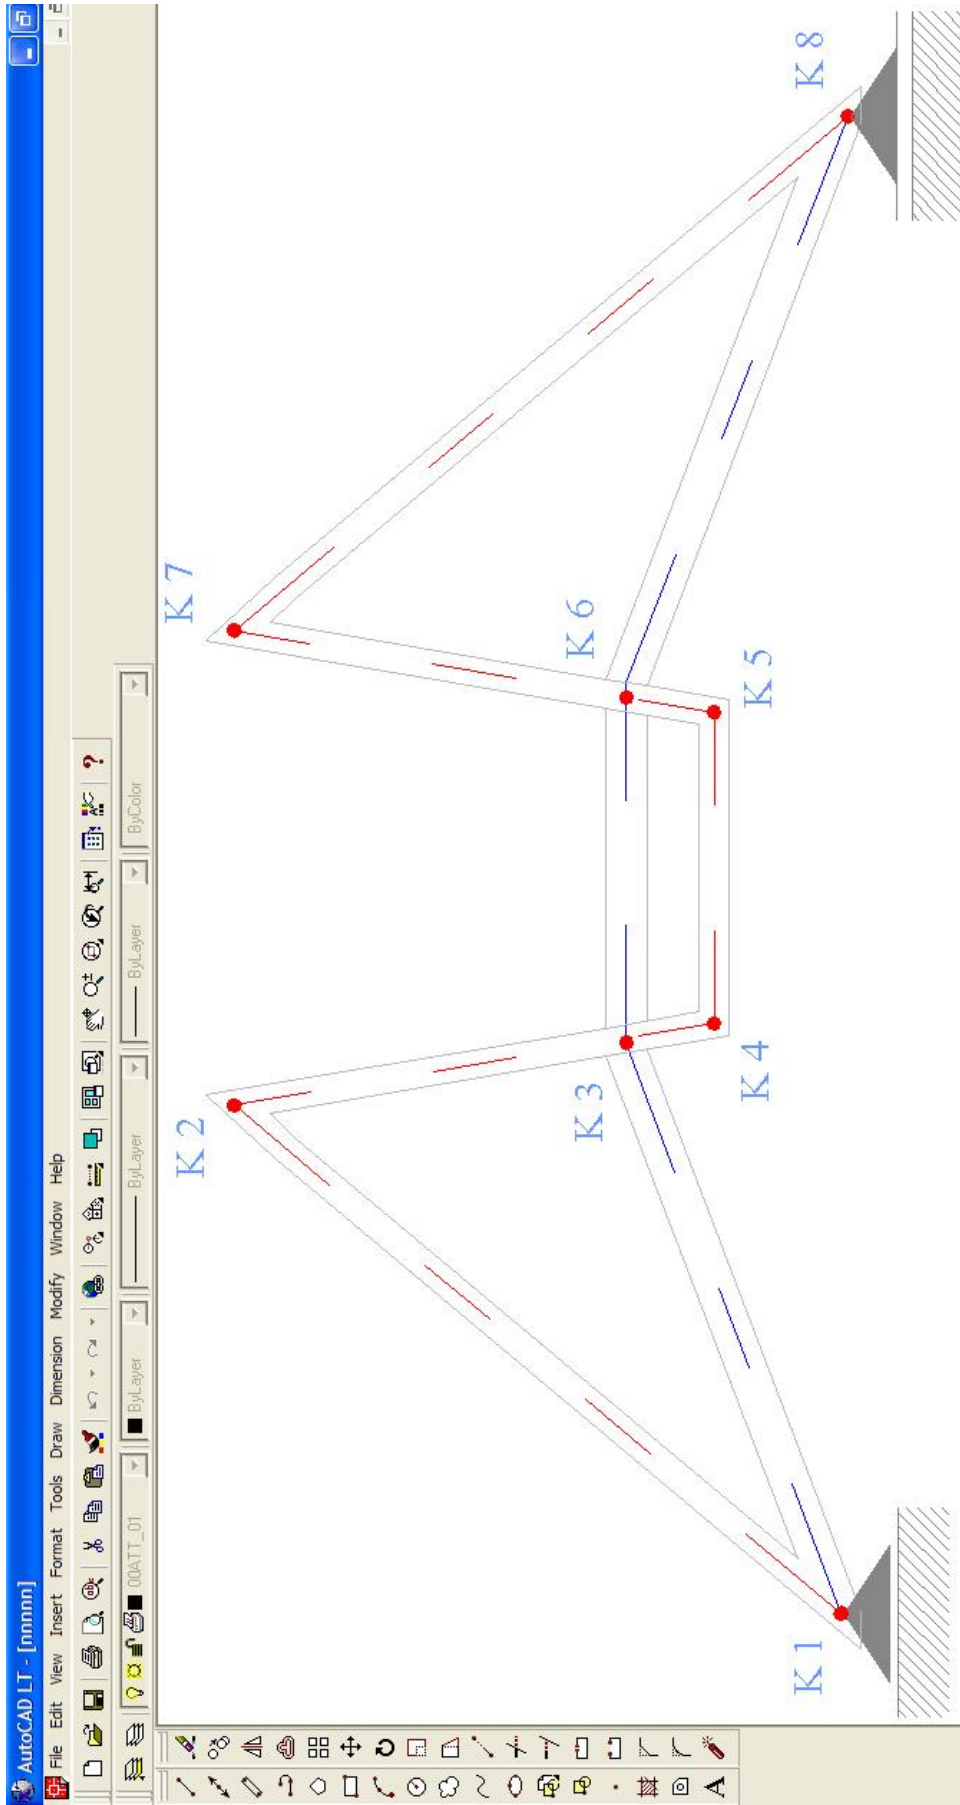 AutoCAD LT - [nnnnn]
File Edit View Insert Format Tools Draw Dimension Modify Window Help
00ATT_01
ByLayer
ByLayer
ByLayer
ByColor
K 7
K 2
K 6
K 3
K 5
K 4
K 8
K 1